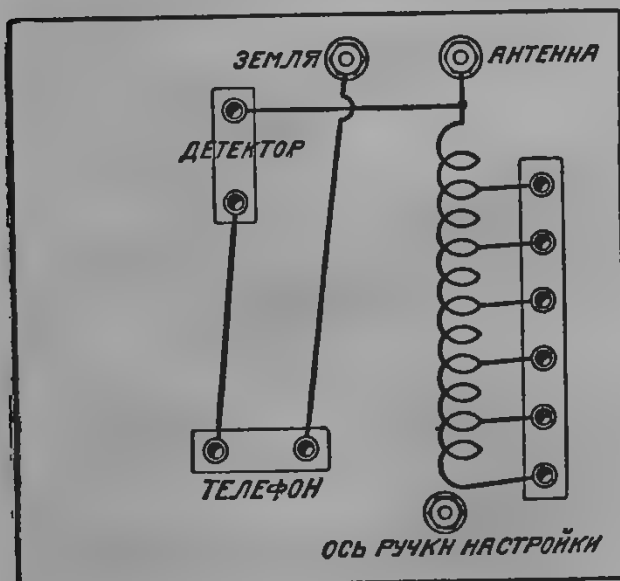 ЗЕМЛЯ
АНТЕННА
ДЕТЕКТОР
ТЕЛЕФОН
ОСЬ РУЧКИ НАСТРОЙКИ